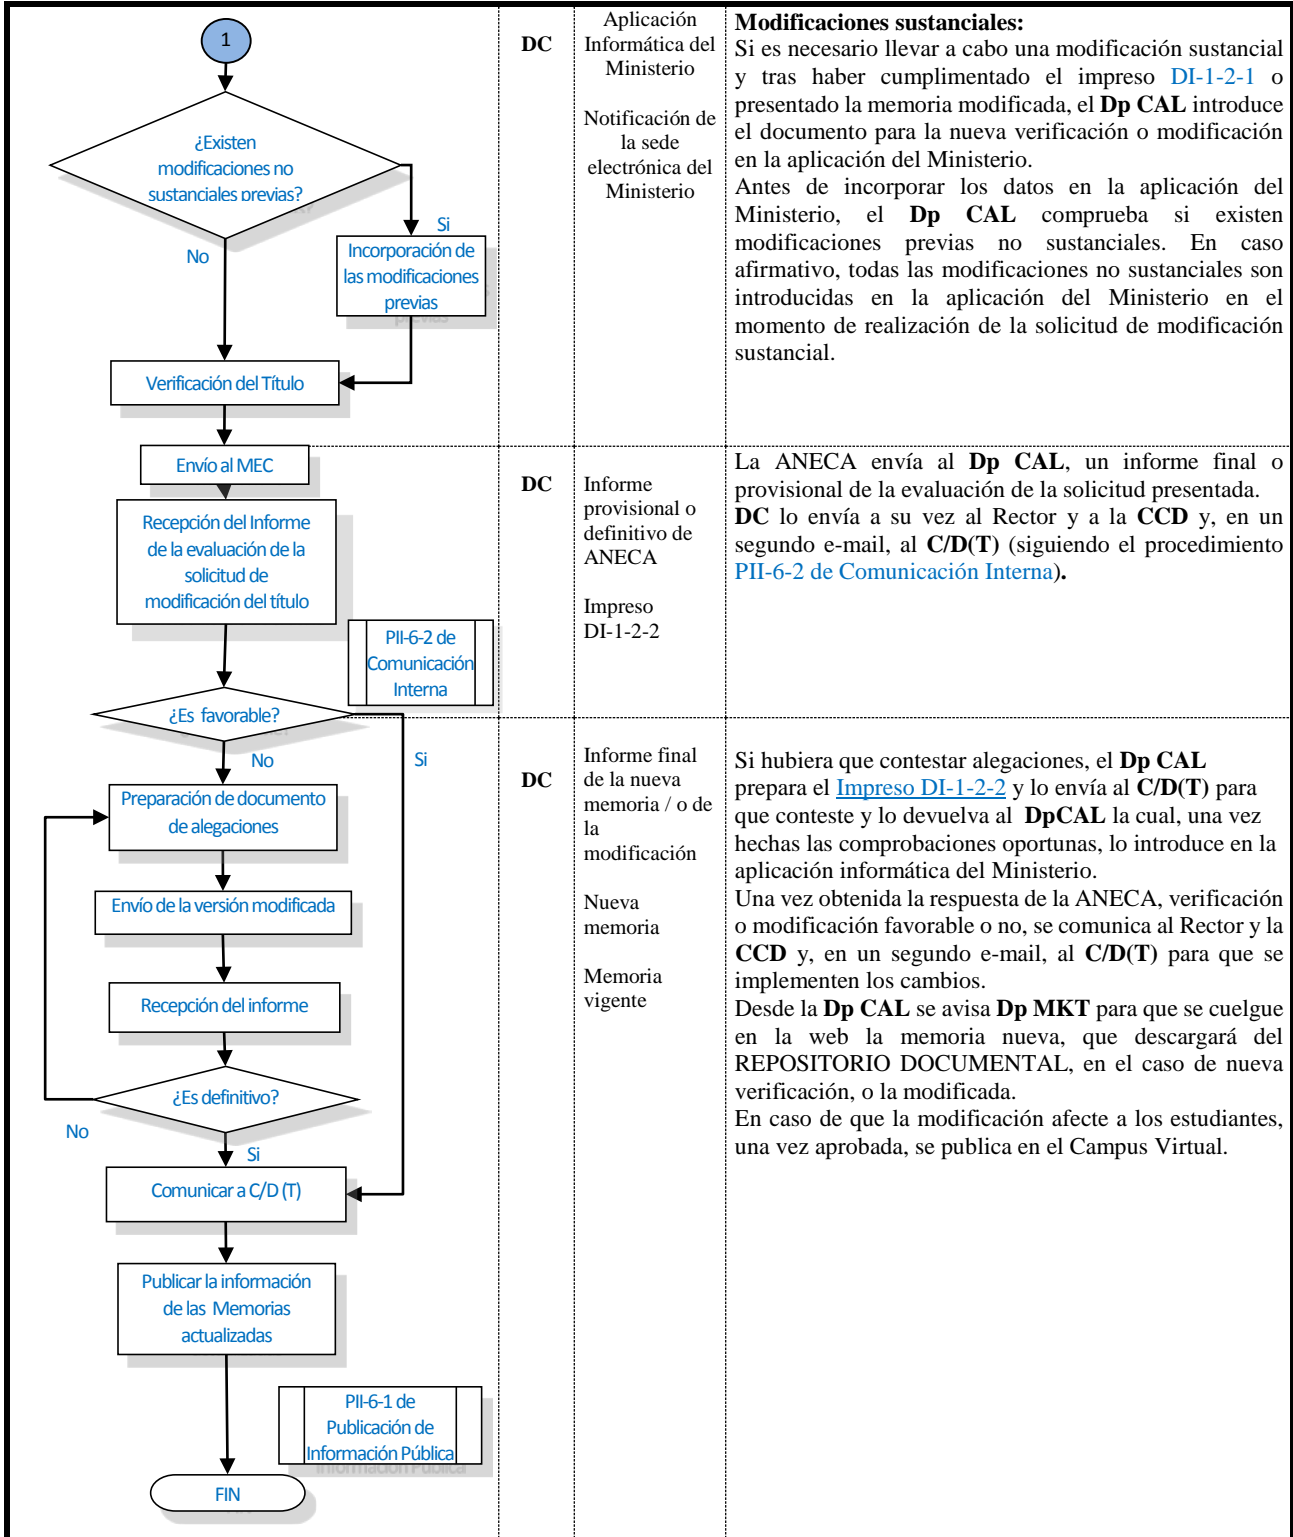 1
¿Existen
modificaciones no
sustanciales previas?
Si
No
Incorporación de
las modificaciones
previas
Verificación del Título
Envío al MEC
Recepción del Informe
de la evaluación de la
solicitud de
modificación del título
PII-6-2 de
Comunicación
Interna
¿Es favorable?
Si
No
Preparación de documento
de alegaciones
Envío de la versión modificada
Recepción del informe
¿Es definitivo?
No
Si
Comunicar a C/D (T)
Publicar la información
de las Memorias
actualizadas
PII-6-1 de
Publicación de
Información Pública
FIN
DC
Aplicación
Informática del
Ministerio
Notificación de
la sede
electrónica del
Ministerio
Modificaciones sustanciales:
Si es necesario llevar a cabo una modificación sustancial
y tras haber cumplimentado el impreso DI-1-2-1 o
presentado la memoria modificada, el Dp CAL introduce
el documento para la nueva verificación o modificación
en la aplicación del Ministerio.
Antes de incorporar los datos en la aplicación del
Ministerio, el Dp CAL comprueba si existen
modificaciones previas no sustanciales. En caso
afirmativo, todas las modificaciones no sustanciales son
introducidas en la aplicación del Ministerio en el
momento de realización de la solicitud de modificación
sustancial.
DC
Informe
provisional o
definitivo de
ANECA
Impreso
DI-1-2-2
La ANECA envía al Dp CAL, un informe final o
provisional de la evaluación de la solicitud presentada.
DC lo envía a su vez al Rector y a la CCD y, en un
segundo e-mail, al C/D(T) (siguiendo el procedimiento
PII-6-2 de Comunicación Interna).
DC
Informe final
de la nueva
memoria / o de
la
modificación
Nueva
memoria
Memoria
vigente
Si hubiera que contestar alegaciones, el Dp CAL
prepara el Impreso DI-1-2-2 y lo envía al C/D(T) para
que conteste y lo devuelva al DpCAL la cual, una vez
hechas las comprobaciones oportunas, lo introduce en la
aplicación informática del Ministerio.
Una vez obtenida la respuesta de la ANECA, verificación
o modificación favorable o no, se comunica al Rector y la
CCD y, en un segundo e-mail, al C/D(T) para que se
implementen los cambios.
Desde la Dp CAL se avisa Dp MKT para que se cuelgue
en la web la memoria nueva, que descargará del
REPOSITORIO DOCUMENTAL, en el caso de nueva
verificación, o la modificada.
En caso de que la modificación afecte a los estudiantes,
una vez aprobada, se publica en el Campus Virtual.